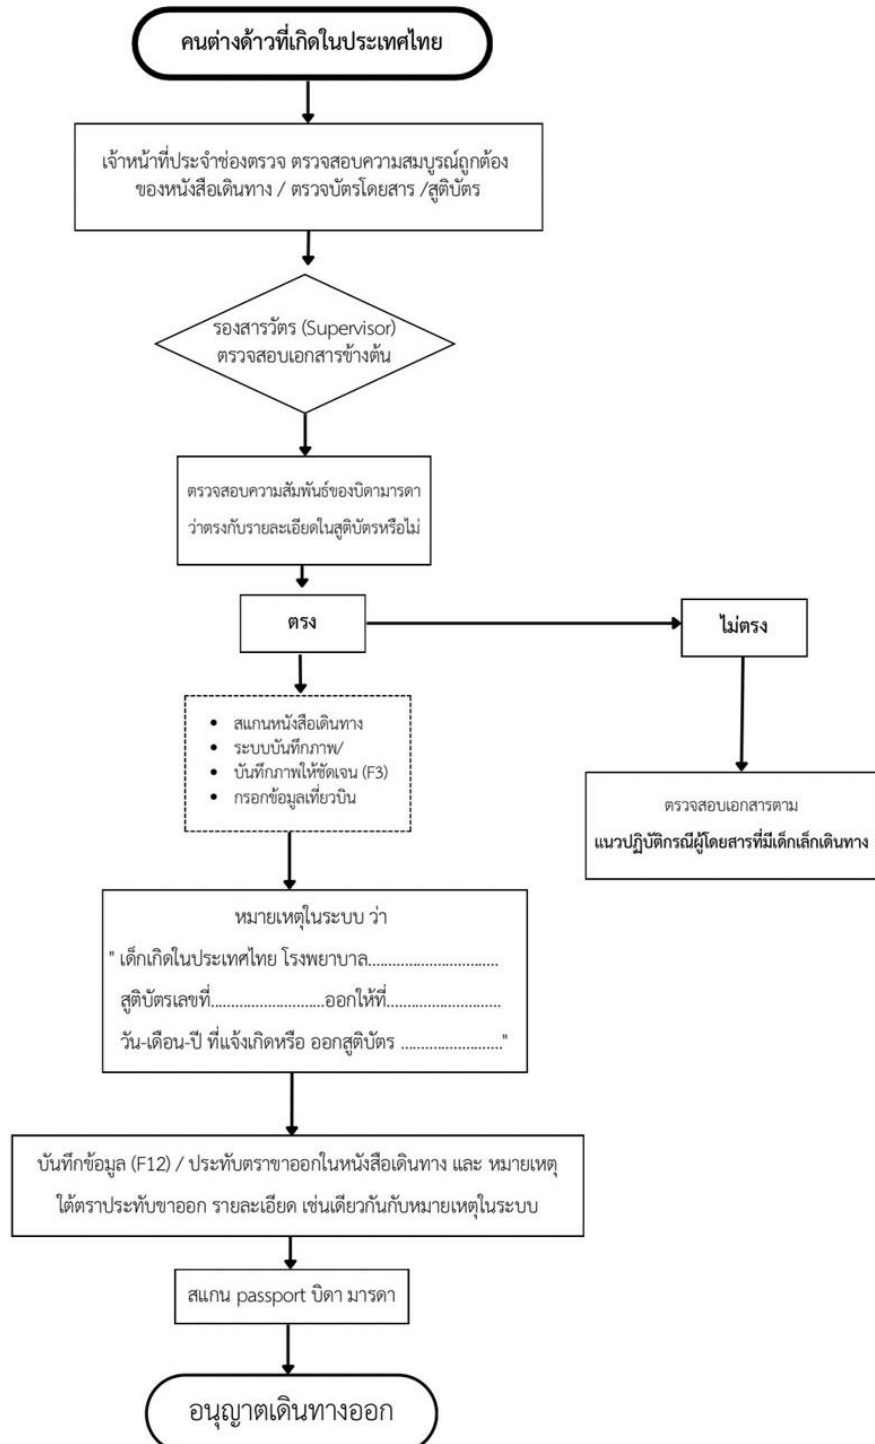 คนต่างด้าวที่เกิดในประเทศไทย
เจ้าหน้าที่ประจำช่องตรวจ ตรวจสอบความสมบูรณ์ถูกต้อง
ของหนังสือเดินทาง / ตรวจบัตรโดยสาร /สูติบัตร
รองสารวัตร (Supervisor)
ตรวจสอบเอกสารข้างต้น
ตรวจสอบความสัมพันธ์ของบิดามารดา
ว่าตรงกับรายละเอียดในสูติบัตรหรือไม่
ตรง
ไม่ตรง
• สแกนหนังสือเดินทาง
• ระบบบันทึกภาพ/
• บันทึกภาพให้ชัดเจน (F3)
• กรอกข้อมูลเที่ยวบิน
ตรวจสอบเอกสารตาม
แนวปฏิบัติกรณีผู้โดยสารที่มีเด็กเล็กเดินทาง
หมายเหตุในระบบ ว่า
" เด็กเกิดในประเทศไทย โรงพยาบาล..............................
สูติบัตรเลขที่..........................ออกให้ที่..........................
วัน-เดือน-ปี ที่แจ้งเกิดหรือ ออกสูติบัตร ........................"
บันทึกข้อมูล (F12) / ประทับตราขาออกในหนังสือเดินทาง และ หมายเหตุ
ใต้ตราประทับขาออก รายละเอียด เช่นเดียวกันกับหมายเหตุในระบบ
สแกน passport บิดา มารดา
อนุญาตเดินทางออก